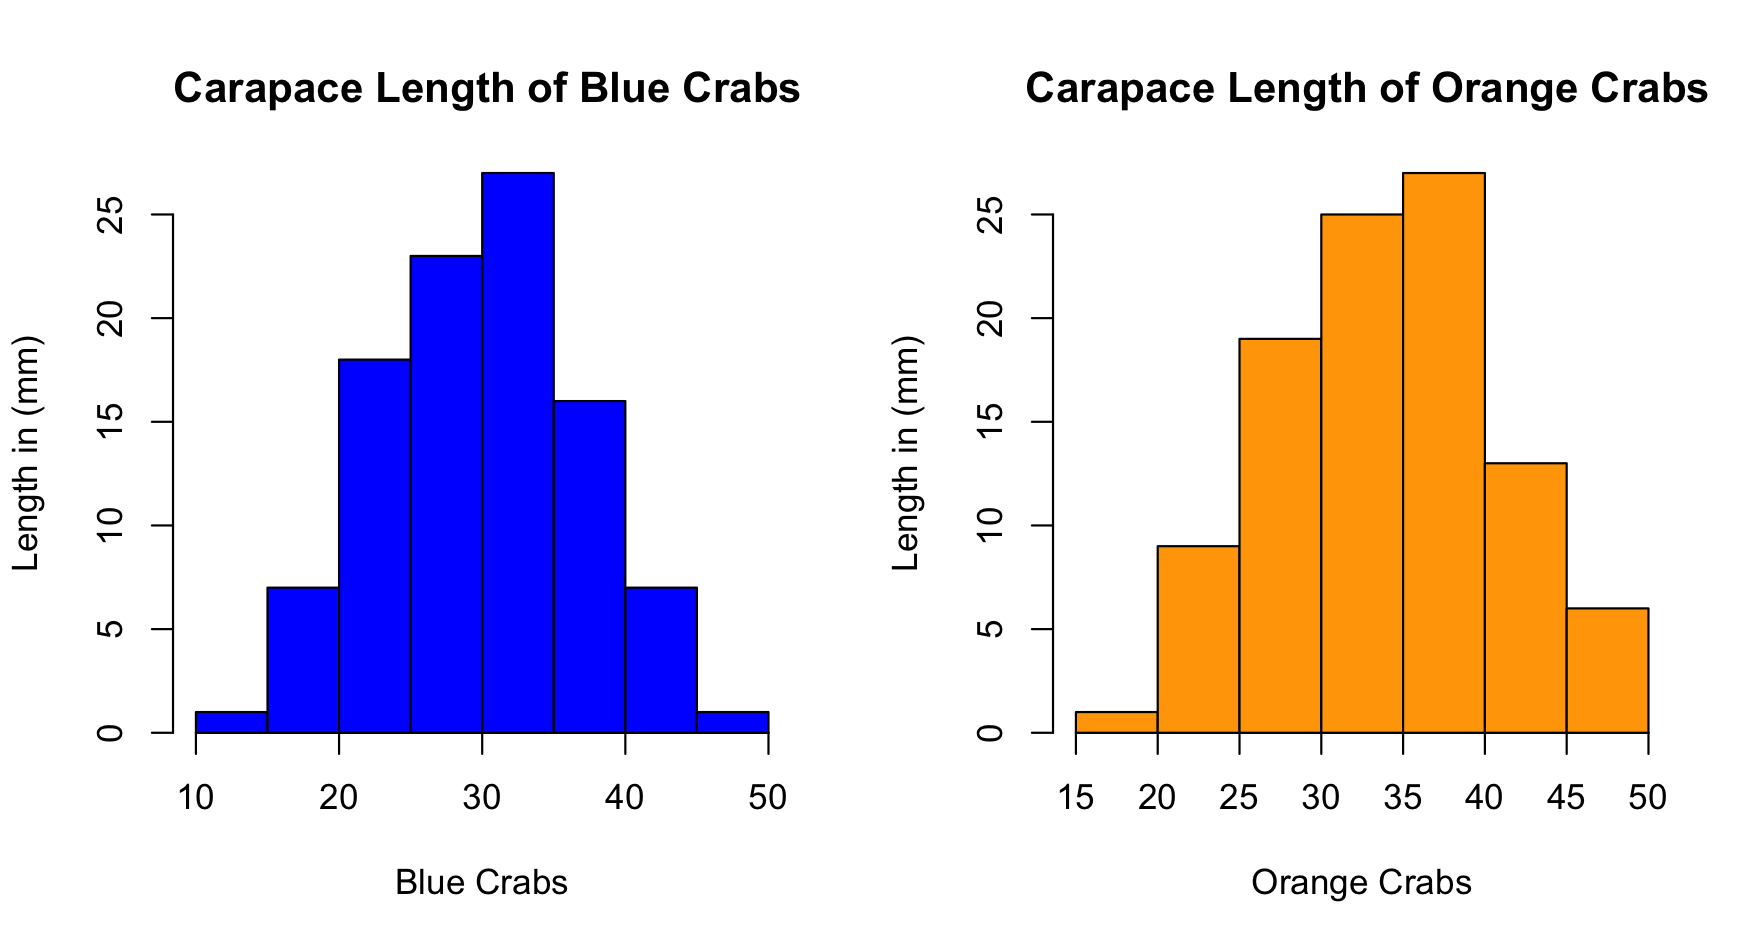 Carapace Length of Blue Crabs
Length in (mm)
25
20
15
10
5
0
10 20 30 40 50
Blue Crabs
Carapace Length of Orange Crabs
Length in (mm)
25
20
15
10
5
0
15 20 25 30 35 40 45 50
Orange Crabs